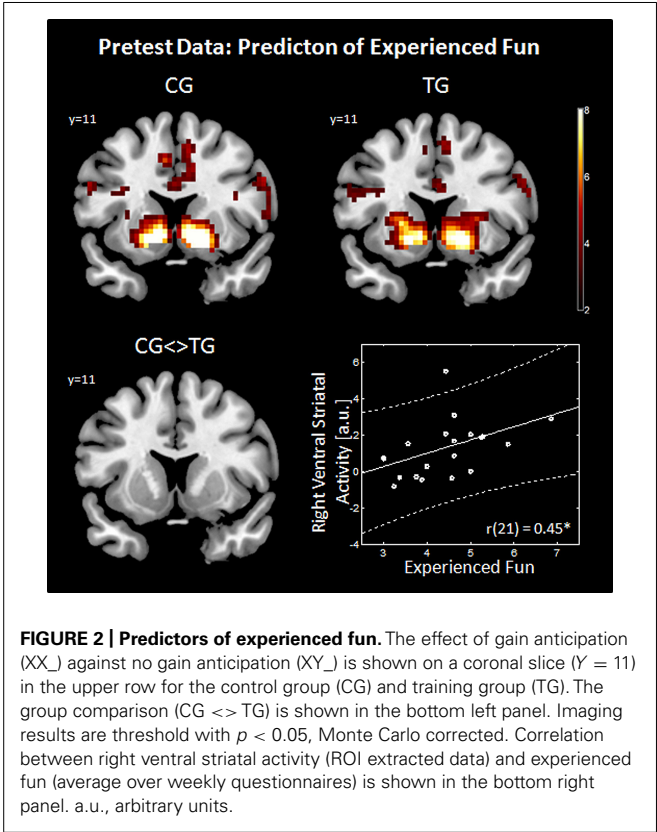 Pretest Data: Predicton of Experienced Fun
CG
TG
y=11
y=11
8
6
4
2
CG<>TG
y=11
Right Ventral Striatal
Activity [a.u.]
6
4
2
0
-2
-4
3
4
5
6
7
r(21) = 0.45*
Experienced Fun
FIGURE 2 | Predictors of experienced fun. The effect of gain anticipation
(XX_) against no gain anticipation (XY_) is shown on a coronal slice (Y = 11)
in the upper row for the control group (CG) and training group (TG). The
group comparison (CG <> TG) is shown in the bottom left panel. Imaging
results are threshold with p < 0.05, Monte Carlo corrected. Correlation
between right ventral striatal activity (ROI extracted data) and experienced
fun (average over weekly questionnaires) is shown in the bottom right
panel. a.u., arbitrary units.